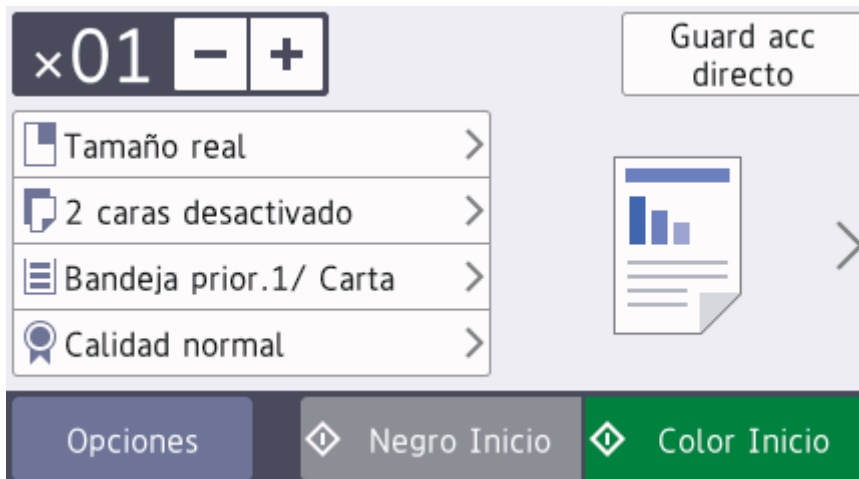 ×01 − +
Guard acc
directo
Tamaño real
2 caras desactivado
Bandeja prior.1/ Carta
Calidad normal
Opciones
Negro Inicio
Color Inicio